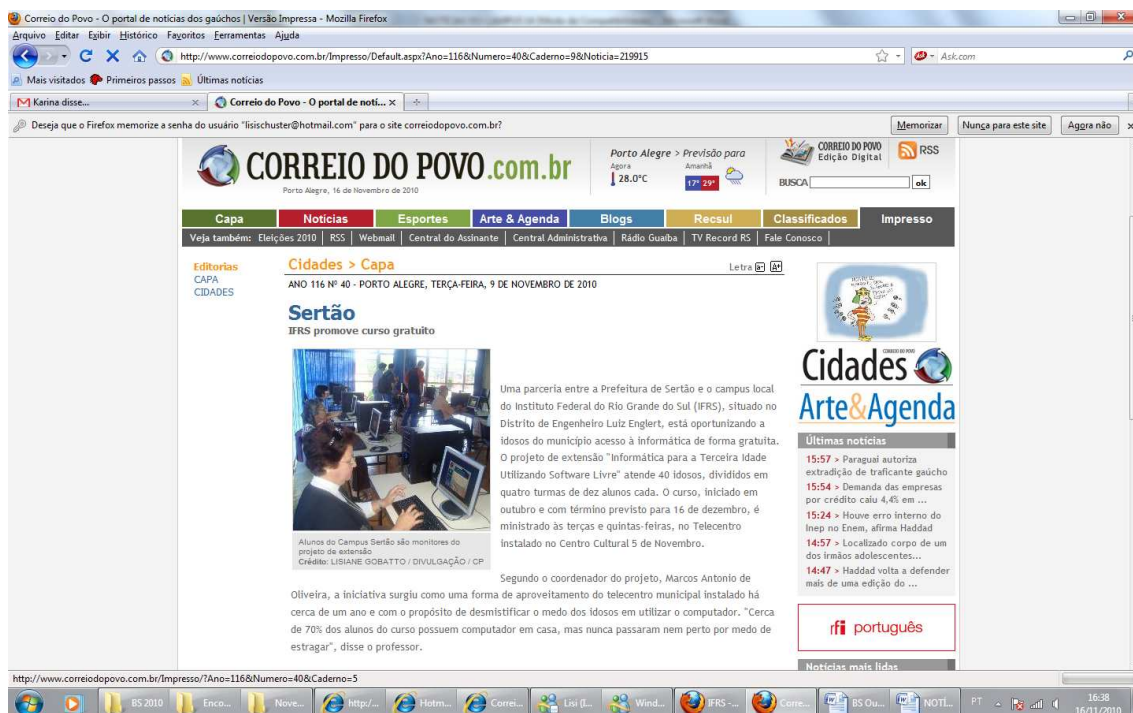 Correio do Povo - O portal de notícias dos gaúchos | Versão Impressa - Mozilla Firefox
Arquivo Editar Exibir Histórico Favoritos Ferramentas Ajuda
http://www.correiodopovo.com.br/Impresso/Default.aspx?Ano=116&Numero=40&Caderno=9&Noticia=219915
Ask.com
Mais visitados Primeiros passos Últimas notícias
Karina disse...
Correio do Povo - O portal de notí...
Deseja que o Firefox memorize a senha do usuário "lisischuster@hotmail.com" para o site correiodopovo.com.br?
Memorizar Nunca para este site Agora não
CORREIO DO POVO.com.br
Porto Alegre, 16 de Novembro de 2010
Porto Alegre > Previsão para
Agora Amanhã
28.0°C 17° 29°
CORREIO DO POVO
Edição Digital
RSS
BUSCA ok
Capa Notícias Esportes Arte & Agenda Blogs Recsul Classificados Impresso
Veja também: Eleições 2010 | RSS | Webmail | Central do Assinante | Central Administrativa | Rádio Guaíba | TV Record RS | Fale Conosco |
Editorias
CAPA
CIDADES
Cidades > Capa
Letra a- A+
ANO 116 Nº 40 - PORTO ALEGRE, TERÇA-FEIRA, 9 DE NOVEMBRO DE 2010
Sertão
IFRS promove curso gratuito
Alunos do Campus Sertão são monitores do
projeto de extensão
Crédito: LISIANE GOBATTO / DIVULGAÇÃO / CP
Uma parceria entre a Prefeitura de Sertão e o campus local
do Instituto Federal do Rio Grande do Sul (IFRS), situado no
Distrito de Engenheiro Luiz Englert, está oportunizando a
idosos do município acesso à informática de forma gratuita.
O projeto de extensão "Informática para a Terceira Idade
Utilizando Software Livre" atende 40 idosos, divididos em
quatro turmas de dez alunos cada. O curso, iniciado em
outubro e com término previsto para 16 de dezembro, é
ministrado às terças e quintas-feiras, no Telecentro
instalado no Centro Cultural 5 de Novembro.
Segundo o coordenador do projeto, Marcos Antonio de
Oliveira, a iniciativa surgiu como uma forma de aproveitamento do telecentro municipal instalado há
cerca de um ano e com o propósito de desmistificar o medo dos idosos em utilizar o computador. "Cerca
de 70% dos alunos do curso possuem computador em casa, mas nunca passaram nem perto por medo de
estragar", disse o professor.
CORREIO DO POVO
Cidades
Arte&Agenda
Últimas notícias
15:57 > Paraguai autoriza
extradição de traficante gaúcho
15:54 > Demanda das empresas
por crédito caiu 4,4% em ...
15:24 > Houve erro interno do
Inep no Enem, afirma Haddad
14:57 > Localizado corpo de um
dos irmãos adolescentes...
14:47 > Haddad volta a defender
mais de uma edição do ...
rfi português
Notícias mais lidas
http://www.correiodopovo.com.br/Impresso/?Ano=116&Numero=40&Caderno=5
BS 2010 Enco... Nove... http:/... Hotm... Correi... Lisi (L... Wind... IFRS -... Corre... BS Ou... NOTÍ... PT 16:38
16/11/2010